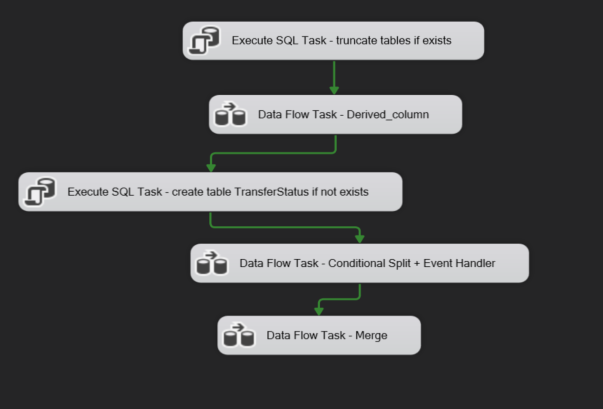 Execute SQL Task - truncate tables if exists
Data Flow Task - Derived_column
Execute SQL Task - create table TransferStatus if not exists
Data Flow Task - Conditional Split + Event Handler
Data Flow Task - Merge